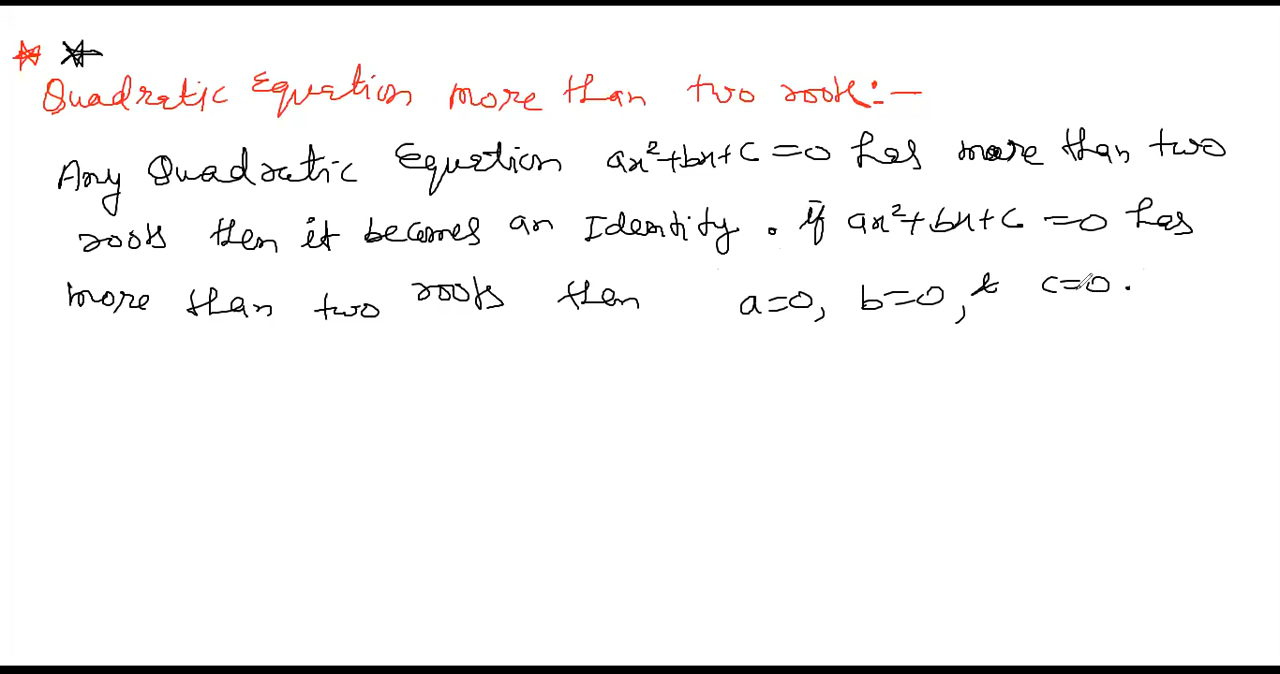 Quadratic Equation more than two roots:-
Any Quadratic Equation ax²+bx+c=0 has more than two
roots then it becomes an Identity. if ax²+bx+c=0 has
more than two roots then a=0, b=0, & c=0.